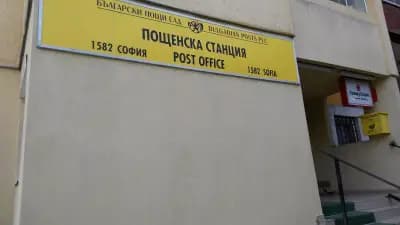 БЪЛГАРСКИ ПОЩИ ЕАД BULGARIAN POSTS PLC
ПОЩЕНСКА СТАНЦИЯ
1582 СОФИЯ POST OFFICE 1582 SOFIA